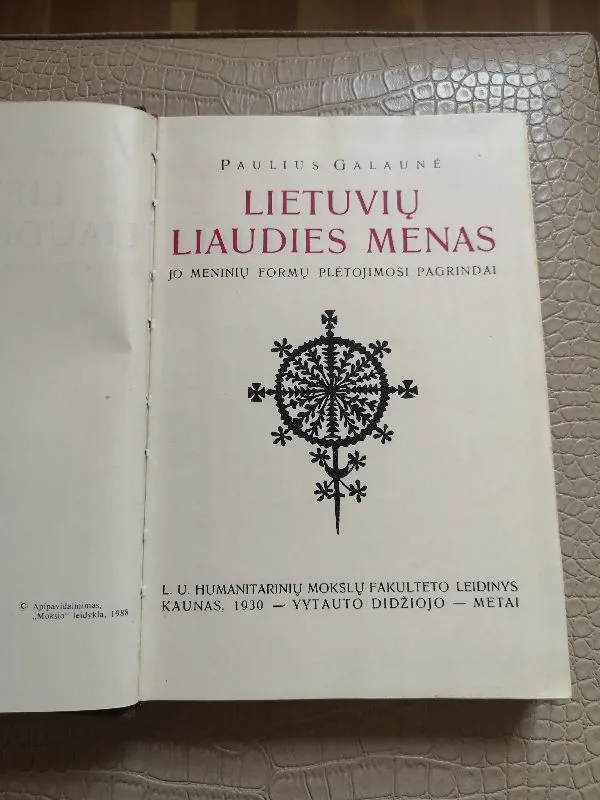 © Apipavidalinimas,
„Mokslo“ leidykla, 1988
PAULIUS GALAUNĖ
LIETUVIŲ
LIAUDIES MENAS
JO MENINIŲ FORMŲ PLĖTOJIMOSI PAGRINDAI
L. U. HUMANITARINIŲ MOKSLŲ FAKULTETO LEIDINYS
KAUNAS, 1930 — VYTAUTO DIDŽIOJO — METAI